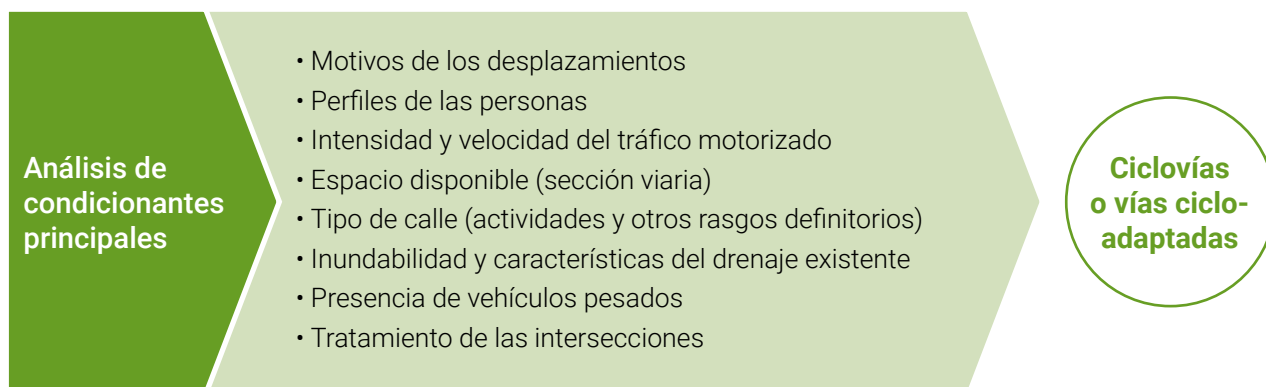 Análisis de
condicionantes
principales
• Motivos de los desplazamientos
• Perfiles de las personas
• Intensidad y velocidad del tráfico motorizado
• Espacio disponible (sección viaria)
• Tipo de calle (actividades y otros rasgos definitorios)
• Inundabilidad y características del drenaje existente
• Presencia de vehículos pesados
• Tratamiento de las intersecciones
Ciclovías
o vías ciclo-
adaptadas